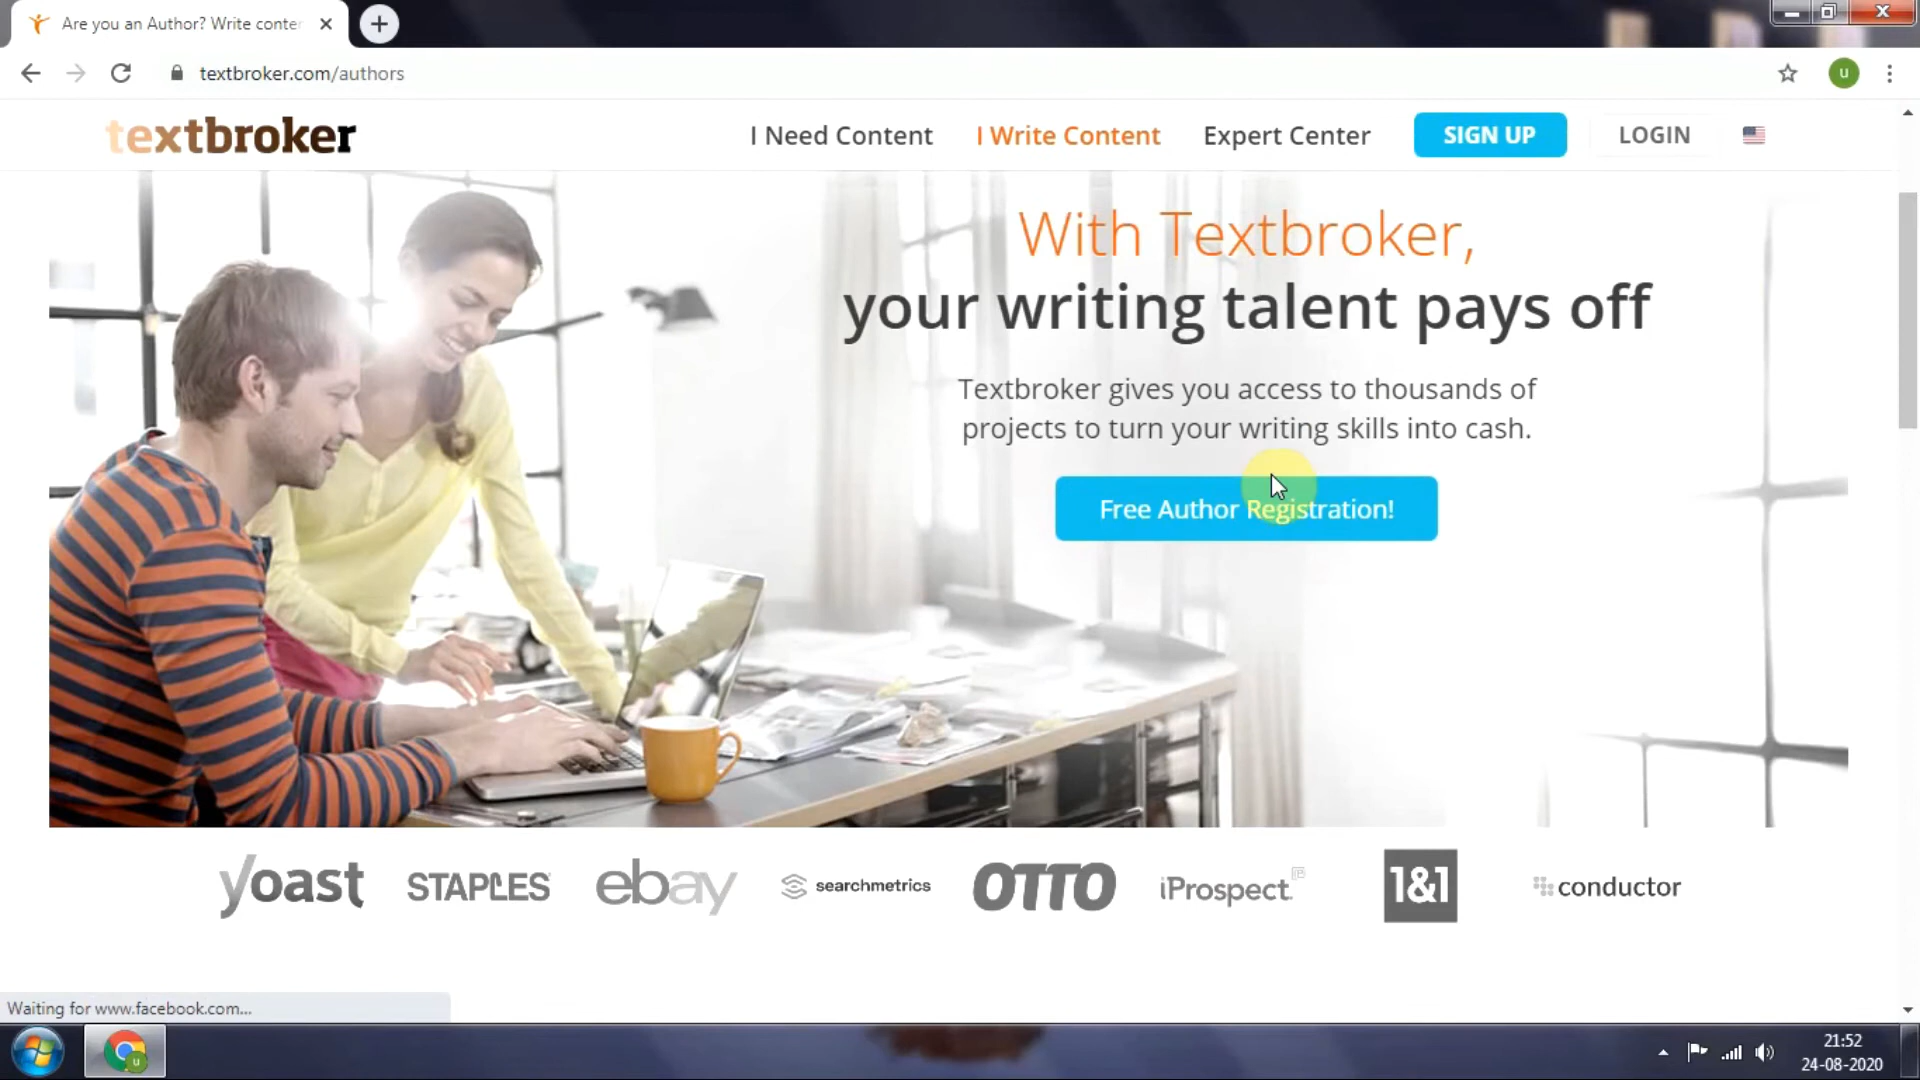 Are you an Author? Write conte
textbroker.com/authors
u
textbroker
I Need Content
I Write Content
Expert Center
SIGN UP
LOGIN
With Textbroker,
your writing talent pays off
Textbroker gives you access to thousands of
projects to turn your writing skills into cash.
Free Author Registration!
yoast
STAPLES
ebay
searchmetrics
OTTO
iProspect.
1&1
conductor
Waiting for www.facebook.com...
u
21:52
24-08-2020